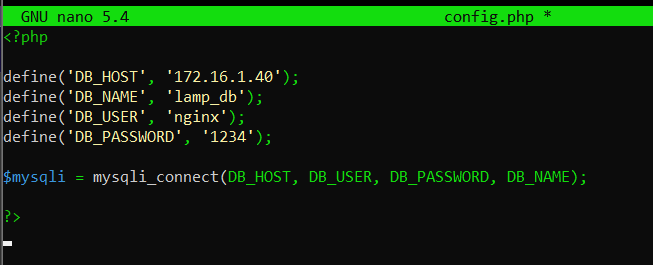 GNU nano 5.4 config.php *
<?php
define('DB_HOST', '172.16.1.40');
define('DB_NAME', 'lamp_db');
define('DB_USER', 'nginx');
define('DB_PASSWORD', '1234');
$mysqli = mysqli_connect(DB_HOST, DB_USER, DB_PASSWORD, DB_NAME);
?>